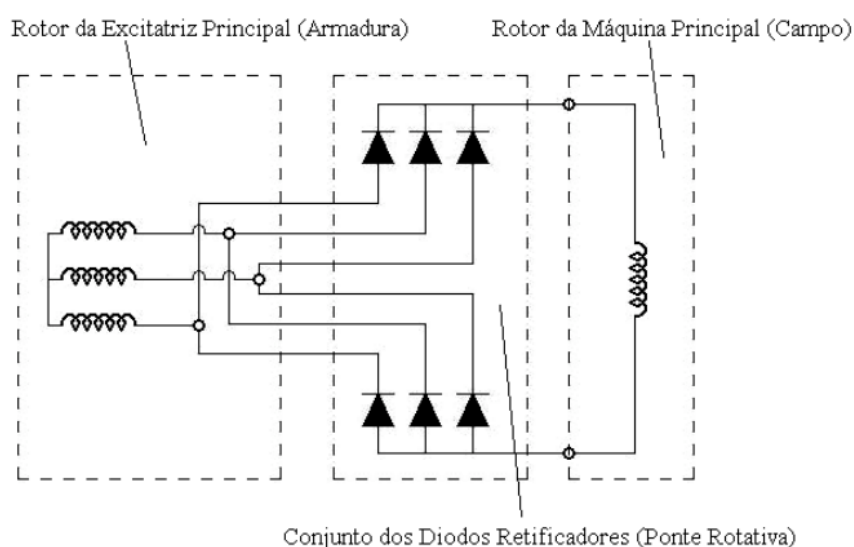 Rotor da Excitatriz Principal (Armadura)
Rotor da Máquina Principal (Campo)
Conjunto dos Diodos Retificadores (Ponte Rotativa)